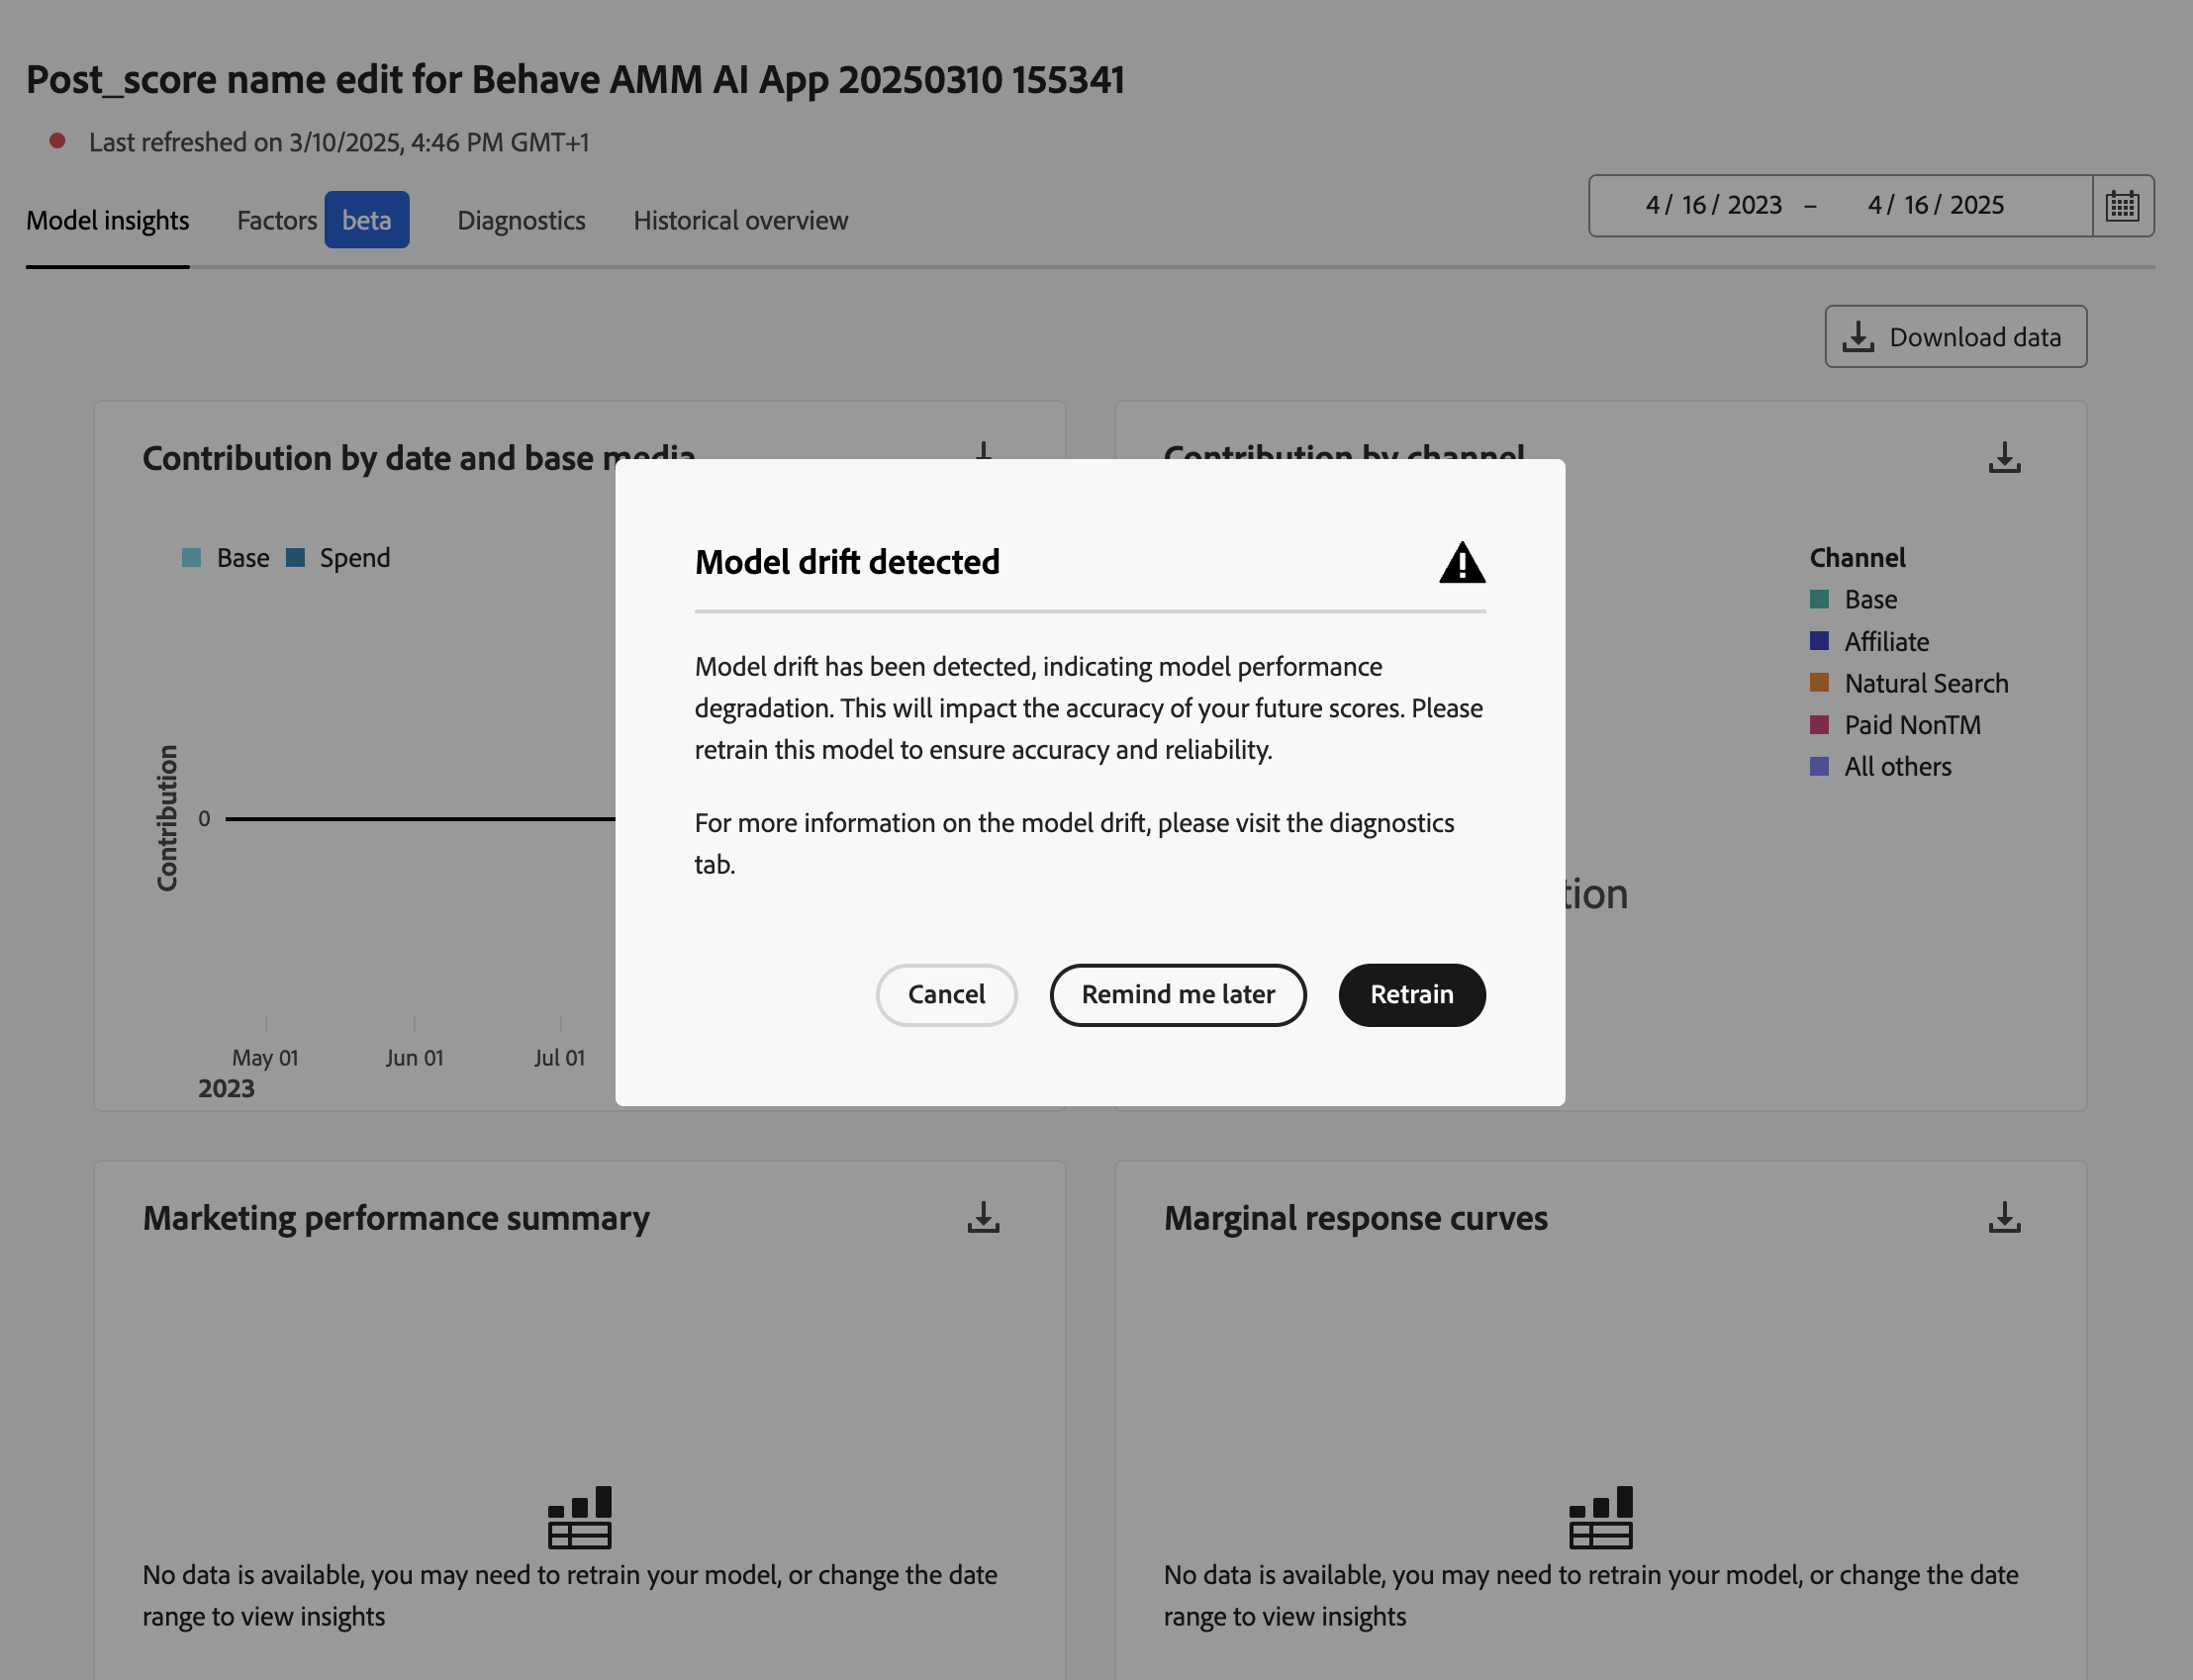 Post_score name edit for Behave AMM AI App 20250310 155341
Last refreshed on 3/10/2025, 4:46 PM GMT+1
Model insights
Factors beta
Diagnostics
Historical overview
4 / 16 / 2023 – 4 / 16 / 2025
Download data
Contribution by date and base media
Base Spend
Contribution
0
May 01 Jun 01 Jul 01
2023
Contribution by channel
Channel
Base
Affiliate
Natural Search
Paid NonTM
All others
Model drift detected
Model drift has been detected, indicating model performance
degradation. This will impact the accuracy of your future scores. Please
retrain this model to ensure accuracy and reliability.
For more information on the model drift, please visit the diagnostics
tab.
Cancel
Remind me later
Retrain
Marketing performance summary
No data is available, you may need to retrain your model, or change the date
range to view insights
Marginal response curves
No data is available, you may need to retrain your model, or change the date
range to view insights